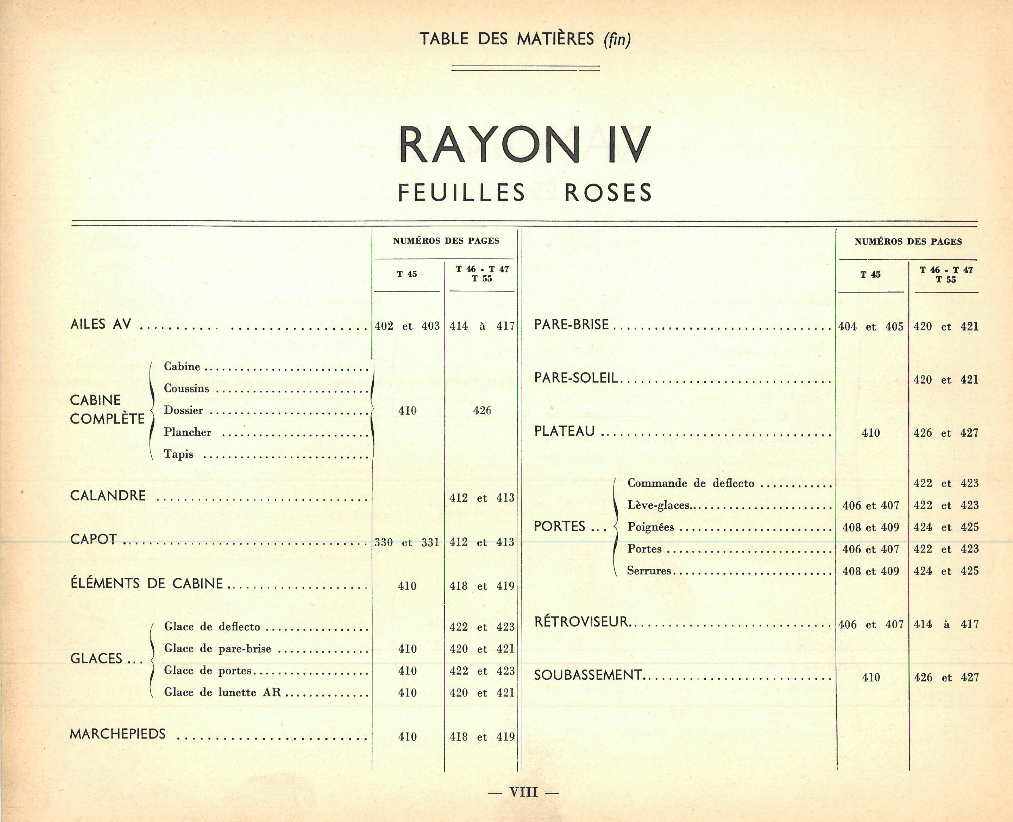 TABLE DES MATIÈRES (fin)
RAYON IV
FEUILLES ROSES
NUMÉROS DES PAGES
T 45
T 46 - T 47
T 55
AILES AV .......... .................. 402 et 403 414 à 417
CABINE COMPLÈTE
Cabine ...........................
Coussins .........................
Dossier .......................... 410 426
Plancher ........................
Tapis ...........................
CALANDRE ............................ 412 et 413
CAPOT ................................ 330 et 331 412 et 413
ÉLÉMENTS DE CABINE ................... 410 418 et 419
GLACES ...
Glace de deflecto ................. 422 et 423
Glace de pare-brise ............... 410 420 et 421
Glace de portes ................... 410 422 et 423
Glace de lunette AR .............. 410 420 et 421
MARCHEPIEDS ......................... 410 418 et 419
NUMÉROS DES PAGES
T 45
T 46 - T 47
T 55
PARE-BRISE ............................... 404 et 405 420 et 421
PARE-SOLEIL .............................. 420 et 421
PLATEAU ................................. 410 426 et 427
PORTES ...
Commande de deflecto ............ 422 et 423
Lève-glaces ....................... 406 et 407 422 et 423
Poignées ......................... 408 et 409 424 et 425
Portes ........................... 406 et 407 422 et 423
Serrures .......................... 408 et 409 424 et 425
RÉTROVISEUR ............................. 406 et 407 414 à 417
SOUBASSEMENT ........................... 410 426 et 427
— VIII —